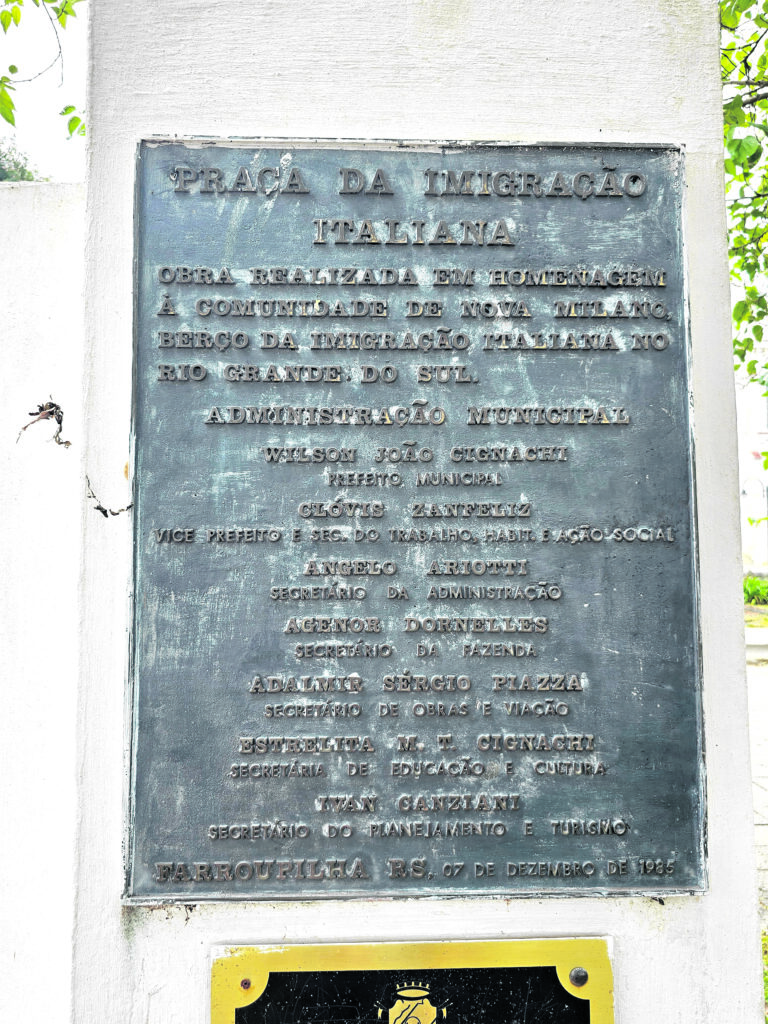 PRAÇA DA IMIGRAÇÃO
ITALIANA
OBRA REALIZADA EM HOMENAGEM
À COMUNIDADE DE NOVA MILANO,
BERÇO DA IMIGRAÇÃO ITALIANA NO
RIO GRANDE DO SUL.
ADMINISTRAÇÃO MUNICIPAL
WILSON JOÃO CIGNACHI
PREFEITO MUNICIPAL
CLÓVIS ZANFELIZ
VICE PREFEITO E SEC. DO TRABALHO, HABIT. E AÇÃO SOCIAL
ANGELO ARIOTTI
SECRETÁRIO DA ADMINISTRAÇÃO
AGENOR DORNELLES
SECRETÁRIO DA FAZENDA
ADALMIR SÉRGIO PIAZZA
SECRETÁRIO DE OBRAS E VIAÇÃO
ESTRELITA M. T. CIGNACHI
SECRETÁRIA DE EDUCAÇÃO E CULTURA
IVAN CANZIANI
SECRETÁRIO DO PLANEJAMENTO E TURISMO
FARROUPILHA RS, 07 DE DEZEMBRO DE 1985